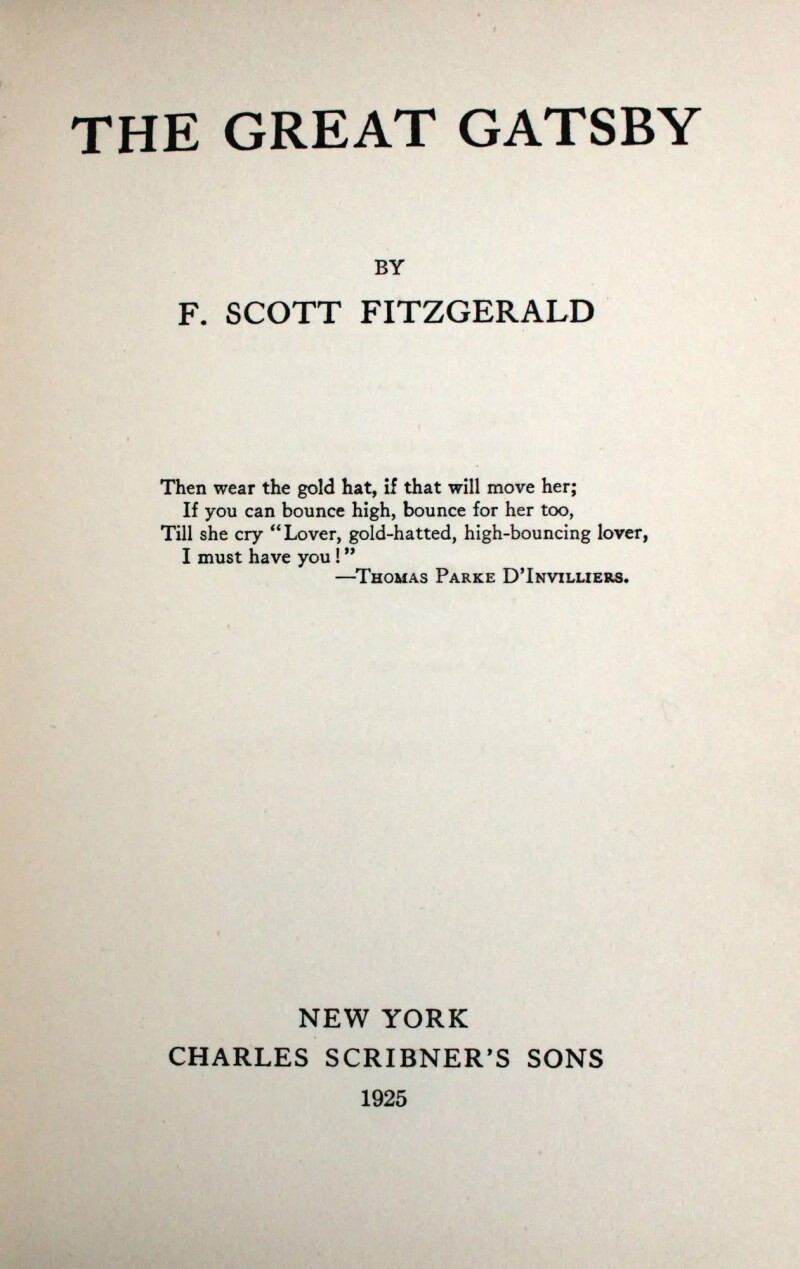 THE GREAT GATSBY
BY
F. SCOTT FITZGERALD
Then wear the gold hat, if that will move her;
If you can bounce high, bounce for her too,
Till she cry “Lover, gold-hatted, high-bouncing lover,
I must have you!”
—Thomas Parke D’Invilliers.
NEW YORK
CHARLES SCRIBNER’S SONS
1925